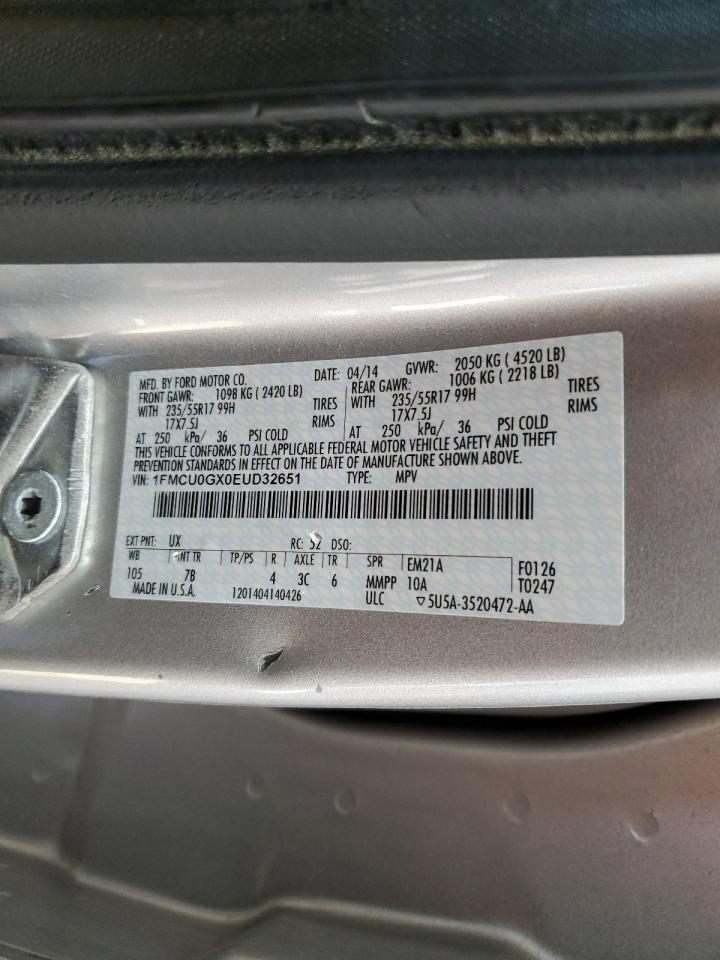 MFD. BY FORD MOTOR CO. DATE: 04/14 GVWR: 2050 KG ( 4520 LB)
FRONT GAWR: 1098 KG ( 2420 LB) REAR GAWR: 1006 KG ( 2218 LB)
WITH 235/55R17 99H TIRES WITH 235/55R17 99H TIRES
17X7.5J RIMS 17X7.5J RIMS
AT 250 kPa/ 36 PSI COLD AT 250 kPa/ 36 PSI COLD
THIS VEHICLE CONFORMS TO ALL APPLICABLE FEDERAL MOTOR VEHICLE SAFETY AND THEFT
PREVENTION STANDARDS IN EFFECT ON THE DATE OF MANUFACTURE SHOWN ABOVE.
VIN: 1FMCU0GX0EUD32651 TYPE: MPV
EXT PNT: UX RC: 52 DSO:
WB INT TR TP/PS R AXLE TR SPR EM21A F0126
105 7B 4 3C 6 MMPP 10A T0247
MADE IN U.S.A. 1201404140426 ULC ▽5U5A-3520472-AA